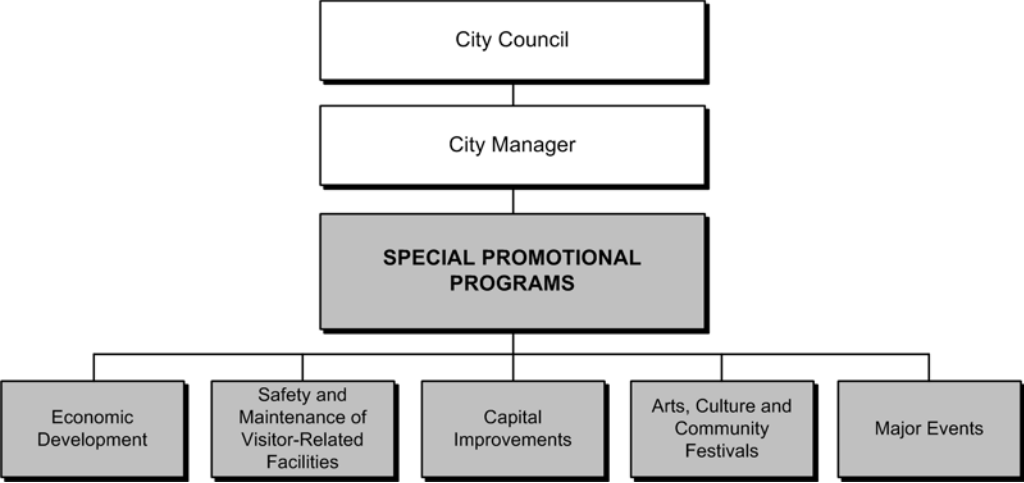 City Council
City Manager
SPECIAL PROMOTIONAL
PROGRAMS
Economic
Development
Safety and
Maintenance of
Visitor-Related
Facilities
Capital
Improvements
Arts, Culture and
Community
Festivals
Major Events